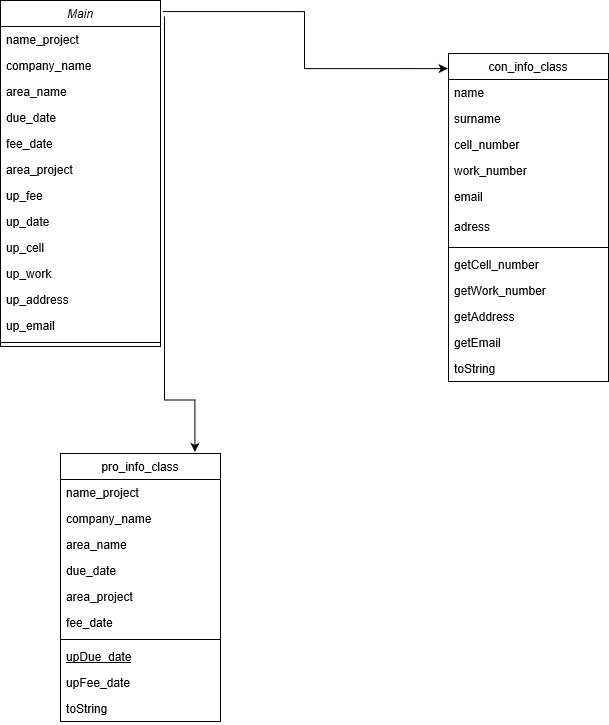 Main
name_project
company_name
area_name
due_date
fee_date
area_project
up_fee
up_date
up_cell
up_work
up_address
up_email
con_info_class
name
surname
cell_number
work_number
email
adress
getCell_number
getWork_number
getAddress
getEmail
toString
pro_info_class
name_project
company_name
area_name
due_date
area_project
fee_date
upDue_date
upFee_date
toString